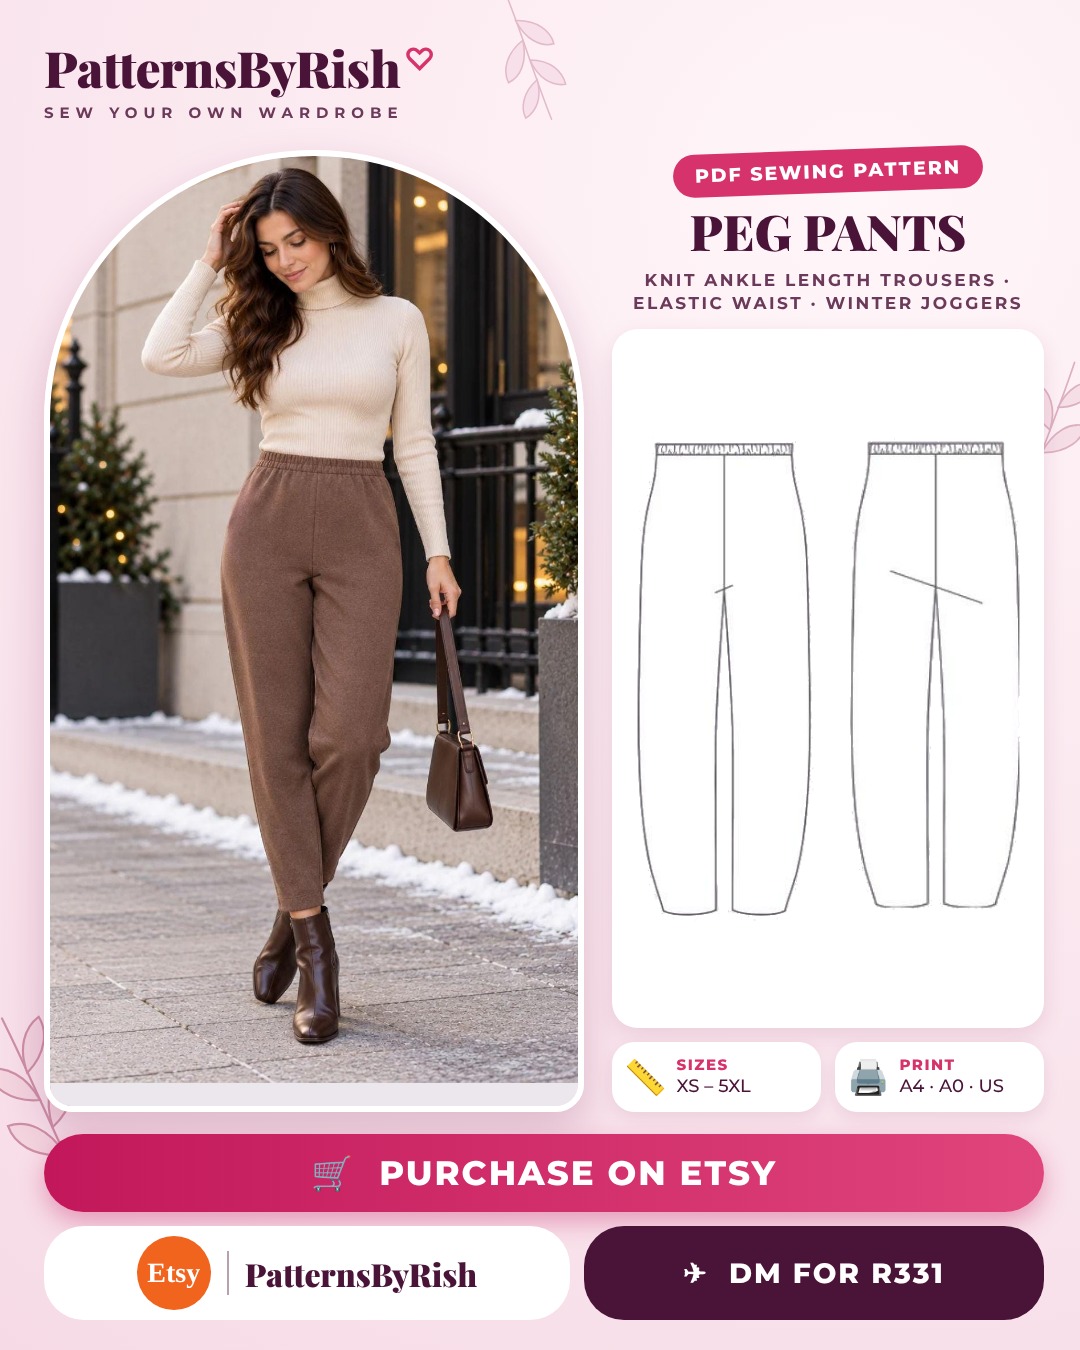 PatternsByRish
SEW YOUR OWN WARDROBE
PDF SEWING PATTERN
PEG PANTS
KNIT ANKLE LENGTH TROUSERS ·
ELASTIC WAIST · WINTER JOGGERS
SIZES
XS – 5XL
PRINT
A4 · A0 · US
PURCHASE ON ETSY
Etsy
PatternsByRish
DM FOR R331